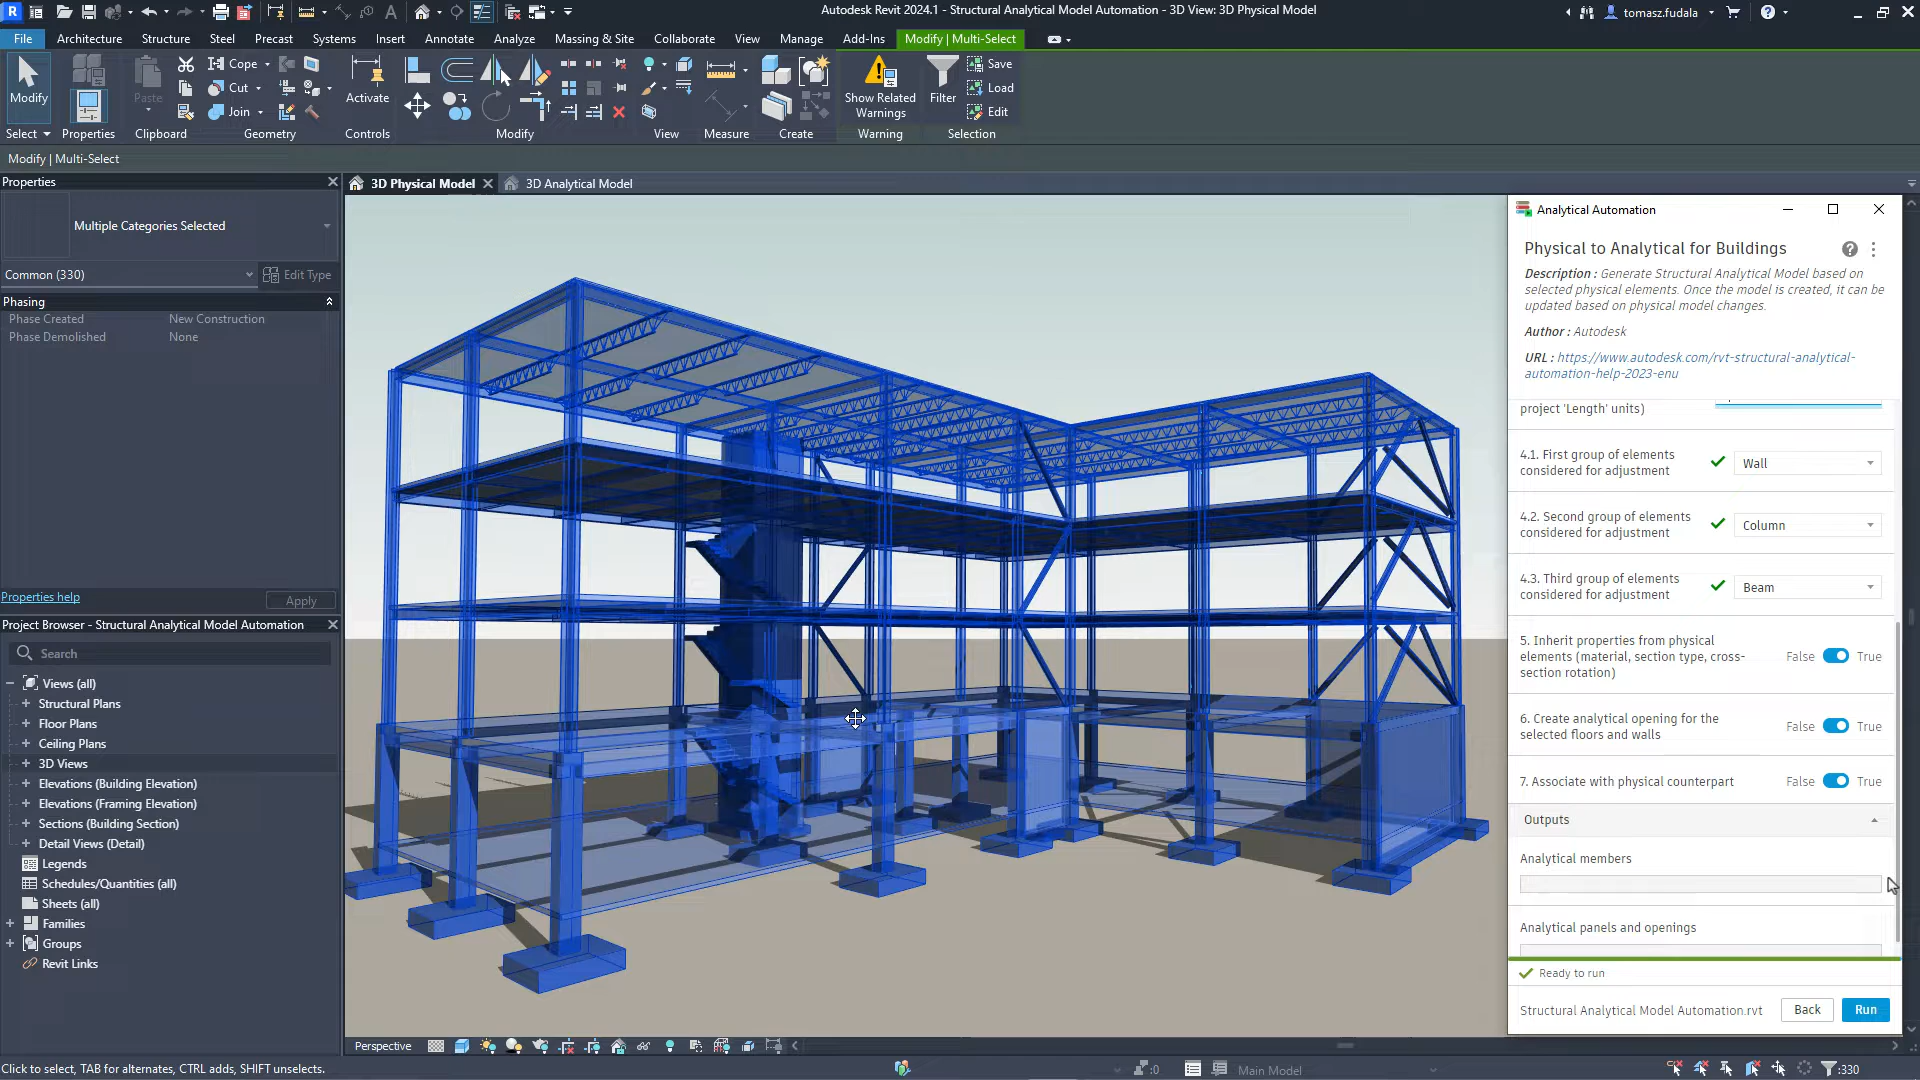 R
A
Autodesk Revit 2024.1 - Structural Analytical Model Automation - 3D View: 3D Physical Model
tomasz.fudala
File
Architecture
Structure
Steel
Precast
Systems
Insert
Annotate
Analyze
Massing & Site
Collaborate
View
Manage
Add-Ins
Modify | Multi-Select
Modify
Paste
Cope
Cut
Join
Activate
Show Related
Warnings
Filter
Save
Load
Edit
Select
Properties
Clipboard
Geometry
Controls
Modify
View
Measure
Create
Warning
Selection
Modify | Multi-Select
Properties
Multiple Categories Selected
Common (330)
Edit Type
Phasing
Phase Created New Construction
Phase Demolished None
Properties help
Apply
Project Browser - Structural Analytical Model Automation
Search
Views (all)
Structural Plans
Floor Plans
Ceiling Plans
3D Views
Elevations (Building Elevation)
Elevations (Framing Elevation)
Sections (Building Section)
Detail Views (Detail)
Legends
Schedules/Quantities (all)
Sheets (all)
Families
Groups
Revit Links
3D Physical Model
3D Analytical Model
Analytical Automation
Physical to Analytical for Buildings
Description : Generate Structural Analytical Model based on
selected physical elements. Once the model is created, it can be
updated based on physical model changes.
Author : Autodesk
URL : https://www.autodesk.com/rvt-structural-analytical-
automation-help-2023-enu
project 'Length' units)
4.1. First group of elements
considered for adjustment
Wall
4.2. Second group of elements
considered for adjustment
Column
4.3. Third group of elements
considered for adjustment
Beam
5. Inherit properties from physical
elements (material, section type, cross-
section rotation)
False True
6. Create analytical opening for the
selected floors and walls
False True
7. Associate with physical counterpart
False True
Outputs
Analytical members
Analytical panels and openings
Ready to run
Structural Analytical Model Automation.rvt
Back
Run
Perspective
Click to select, TAB for alternates, CTRL adds, SHIFT unselects.
:0
Main Model
:330